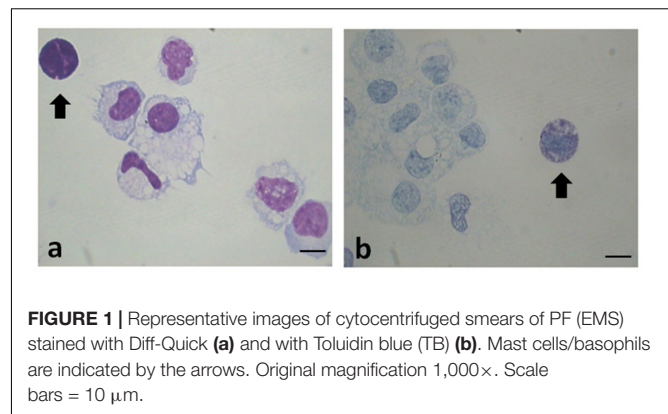 a
b
FIGURE 1 | Representative images of cytocentrifuged smears of PF (EMS)
stained with Diff-Quick (a) and with Toluidin blue (TB) (b). Mast cells/basophils
are indicated by the arrows. Original magnification 1,000×. Scale
bars = 10 μm.